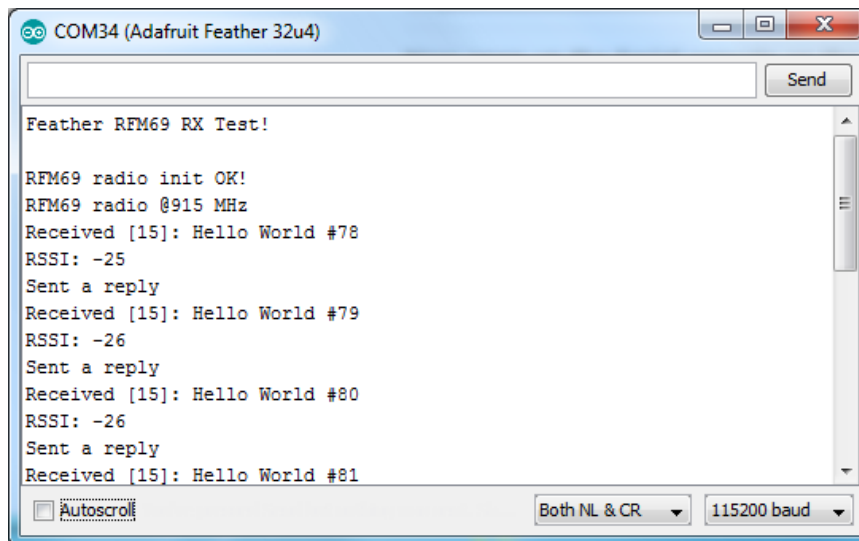 COM34 (Adafruit Feather 32u4)
Send
Feather RFM69 RX Test!
RFM69 radio init OK!
RFM69 radio @915 MHz
Received [15]: Hello World #78
RSSI: -25
Sent a reply
Received [15]: Hello World #79
RSSI: -26
Sent a reply
Received [15]: Hello World #80
RSSI: -26
Sent a reply
Received [15]: Hello World #81
Autoscroll
Both NL & CR
115200 baud